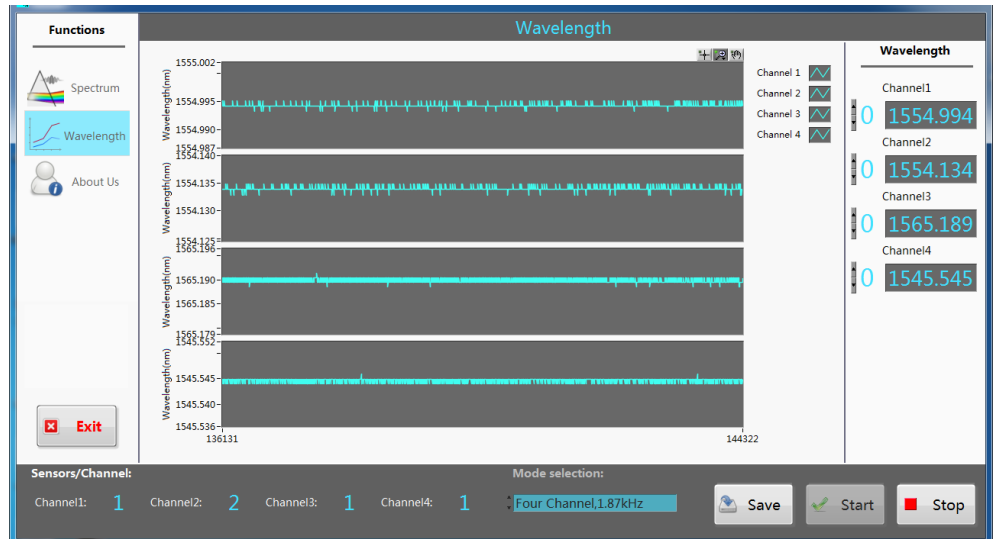 Functions
Wavelength
Spectrum
Wavelength
About Us
Exit
Wavelength(nm)
1555.002
1554.995
1554.990
1554.987
Wavelength(nm)
1554.140
1554.135
1554.130
1554.125
Wavelength(nm)
1565.196
1565.190
1565.185
1565.179
Wavelength(nm)
1545.552
1545.545
1545.540
1545.536
136131
144322
Channel 1
Channel 2
Channel 3
Channel 4
Wavelength
Channel1
0 1554.994
Channel2
0 1554.134
Channel3
0 1565.189
Channel4
0 1545.545
Sensors/Channel:
Mode selection:
Channel1: 1 Channel2: 2 Channel3: 1 Channel4: 1
Four Channel,1.87kHz
Save
Start
Stop